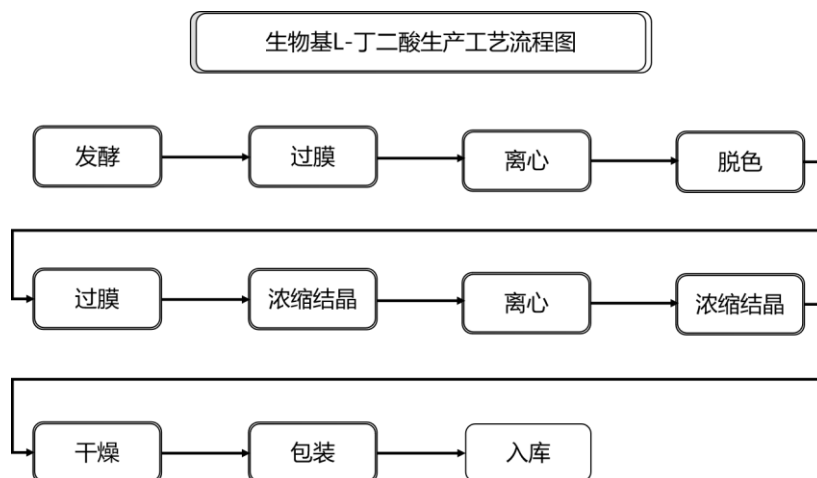 生物基L-丁二酸生产工艺流程图
发酵
过膜
离心
脱色
过膜
浓缩结晶
离心
浓缩结晶
干燥
包装
入库